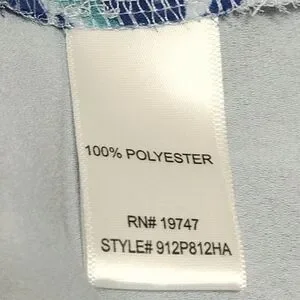 100% POLYESTER
RN# 19747
STYLE# 912P812HA